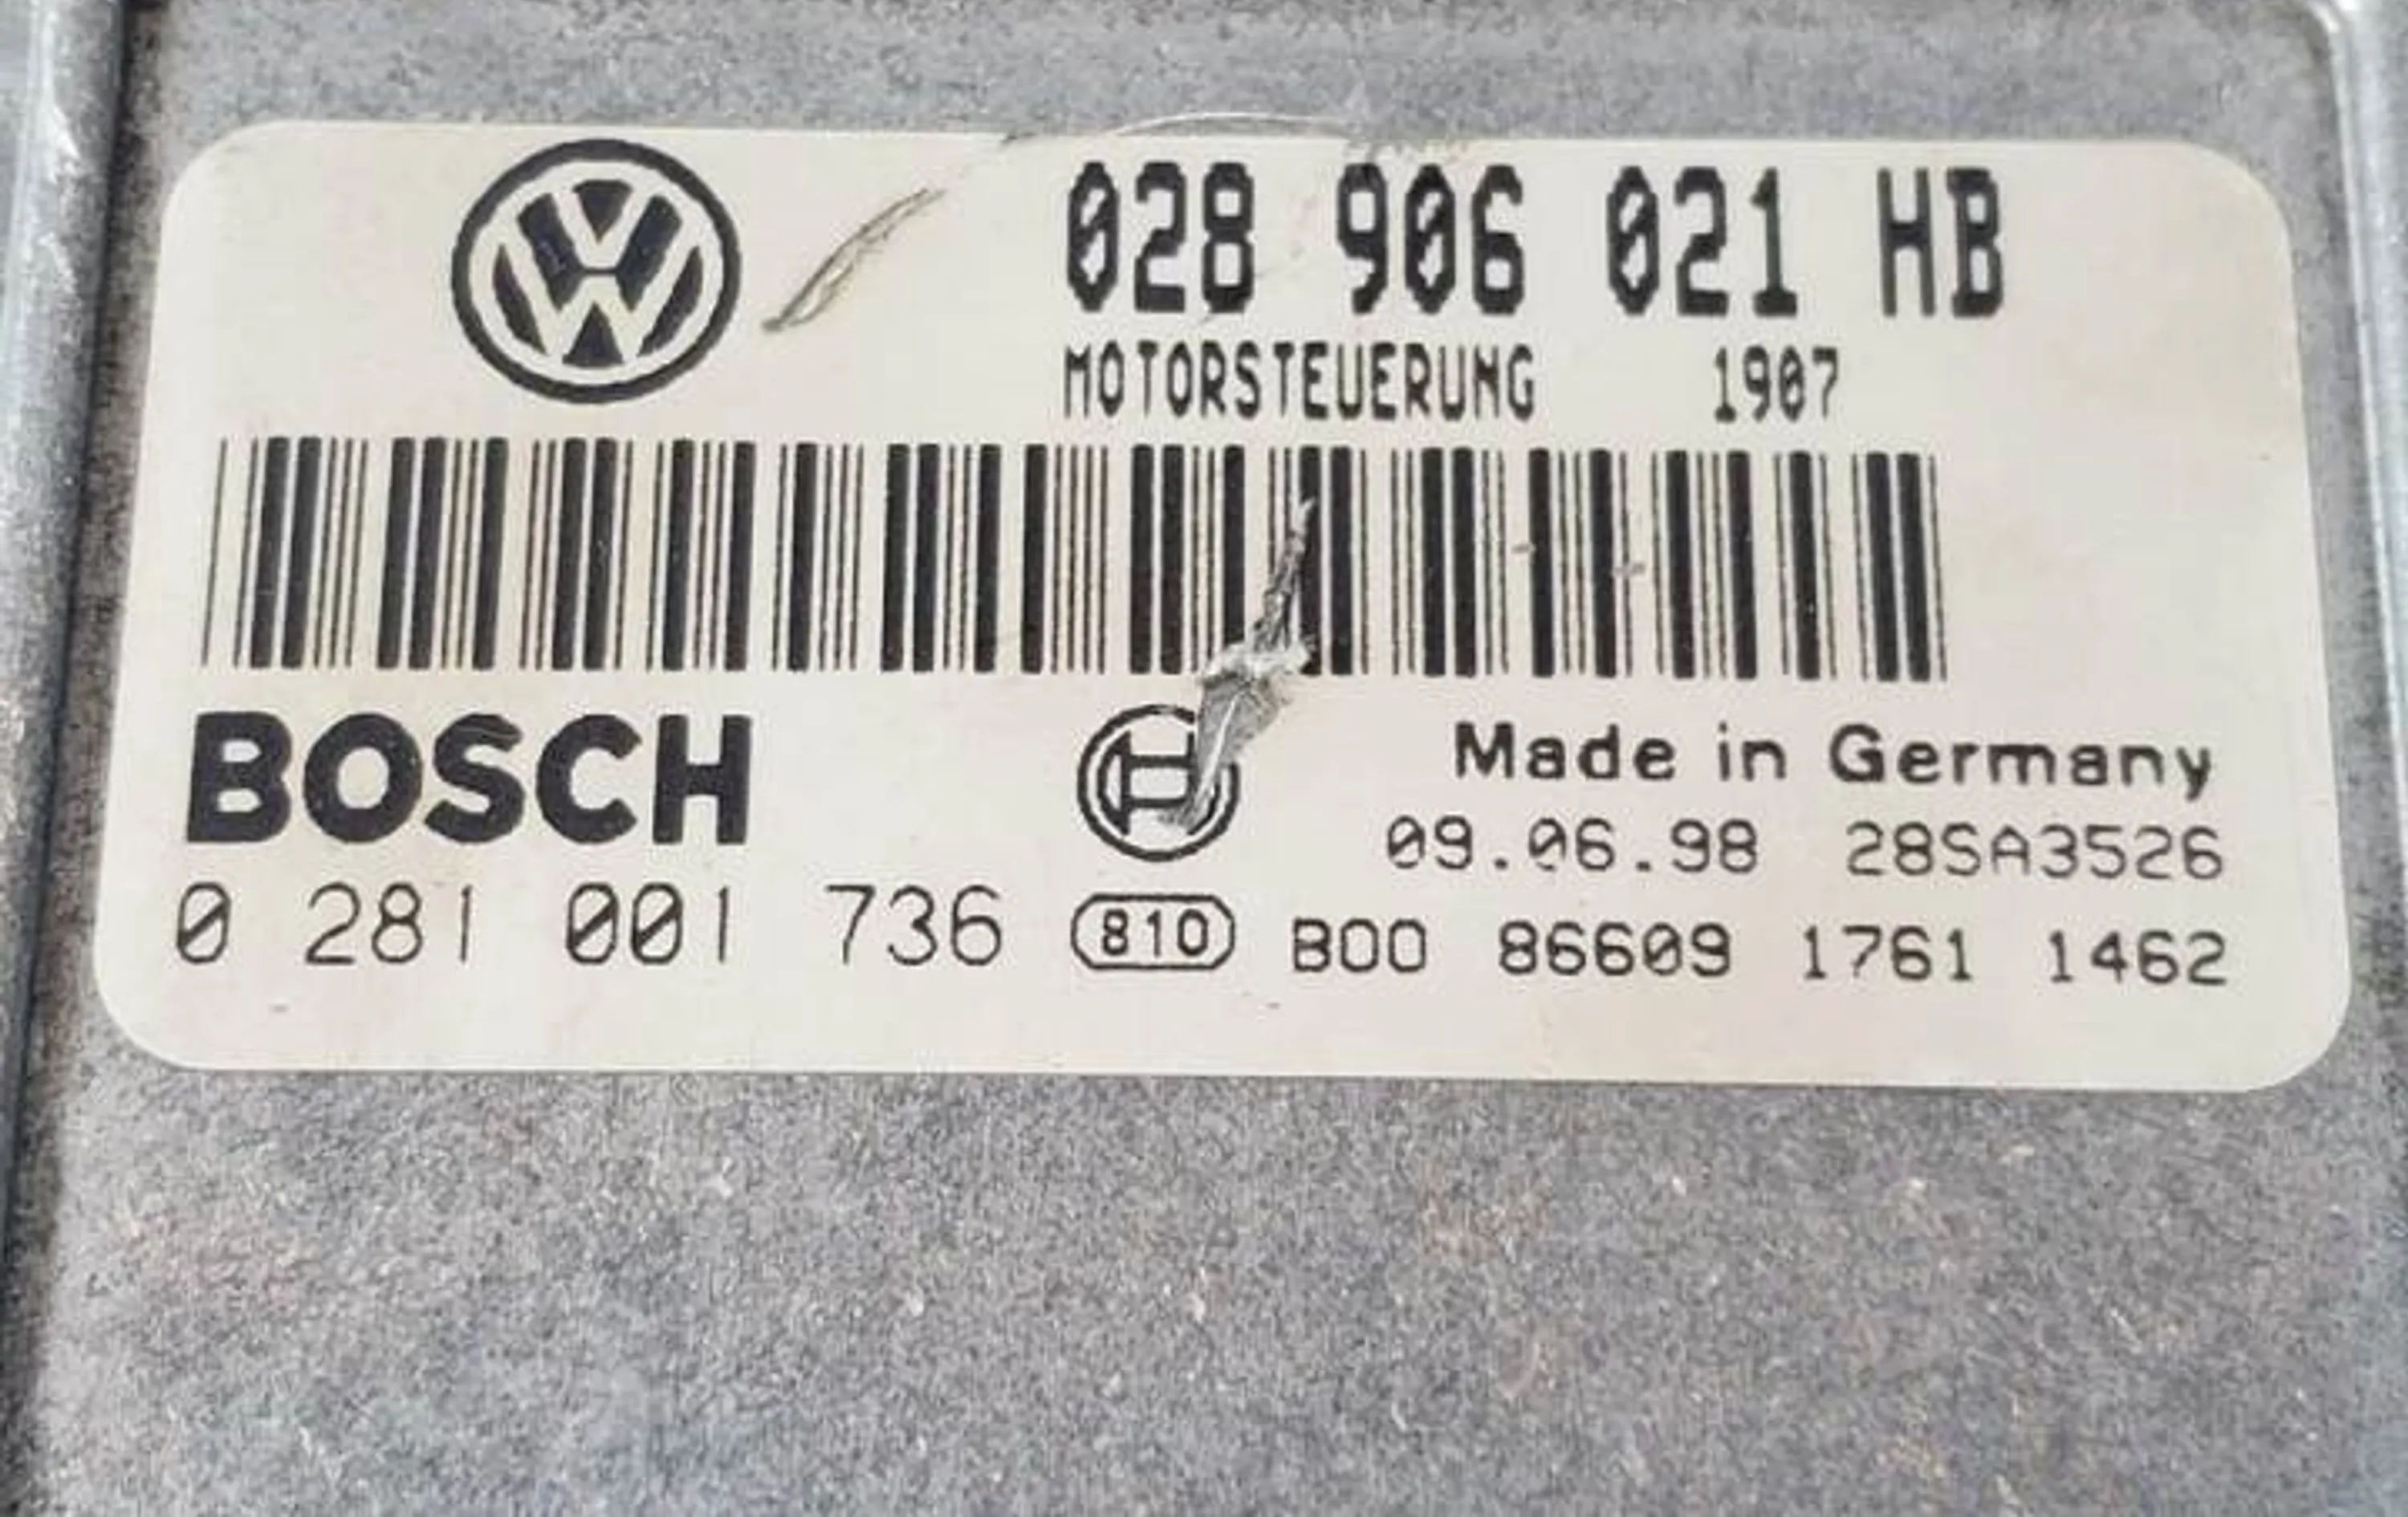 028 906 021 HB
MOTORSTEUERUNG 1907
BOSCH
Made in Germany
09.06.98 28SA3526
0 281 001 736 810 B00 86609 1761 1462